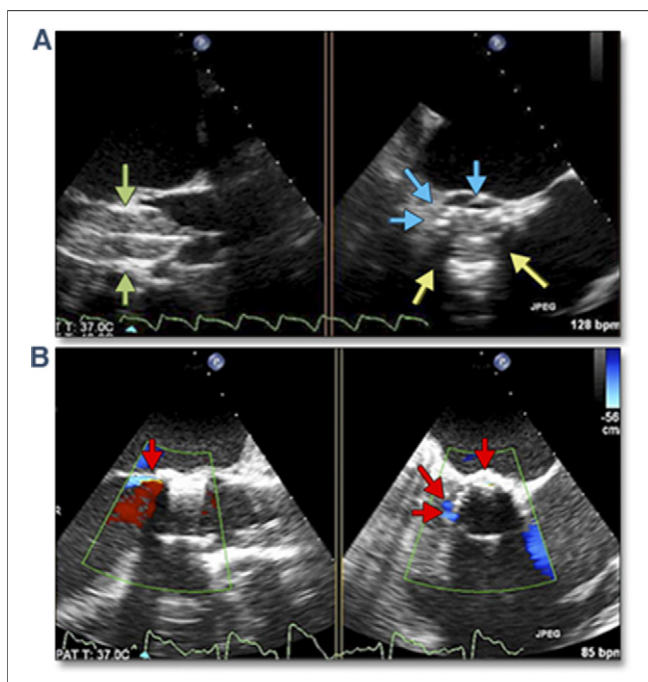 A
JPEG
T T: 37.0C
128 bpm
B
-56
cm/
R
JPEG
PAT T: 37.0C
85 bpm